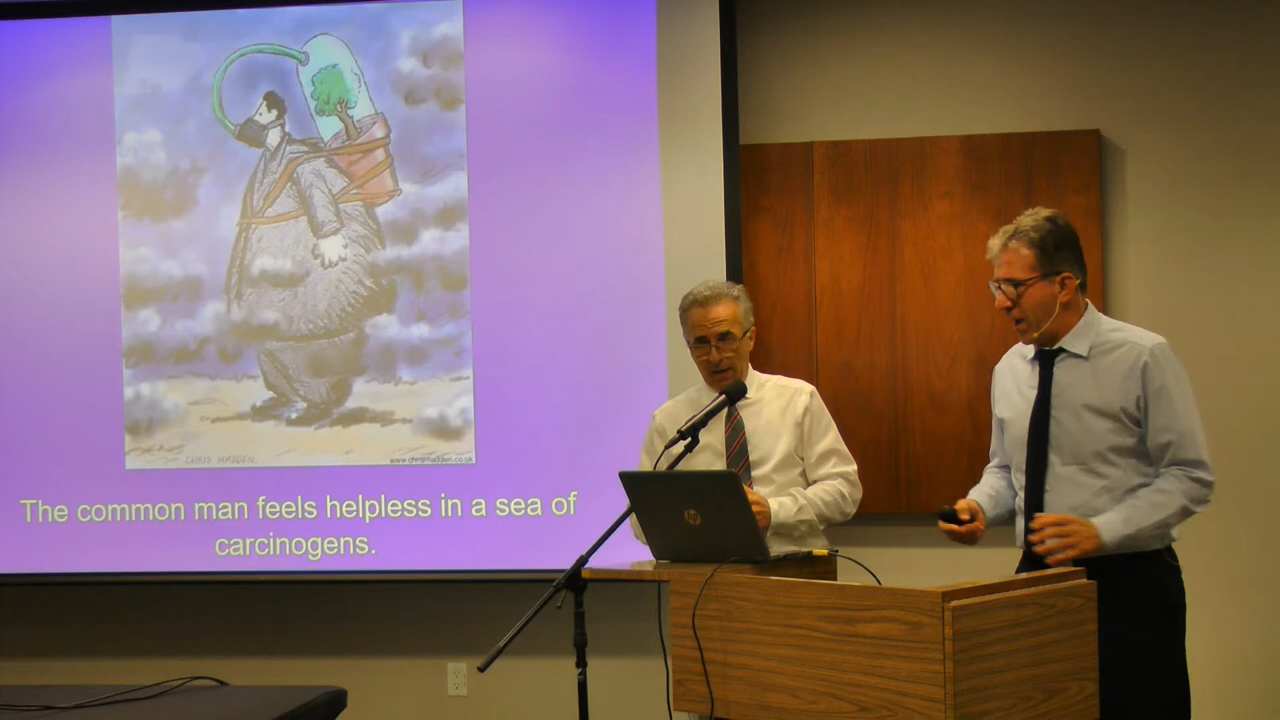 CHRIS MADDEN.
www.chrismadden.co.uk
The common man feels helpless in a sea of
carcinogens.
hp